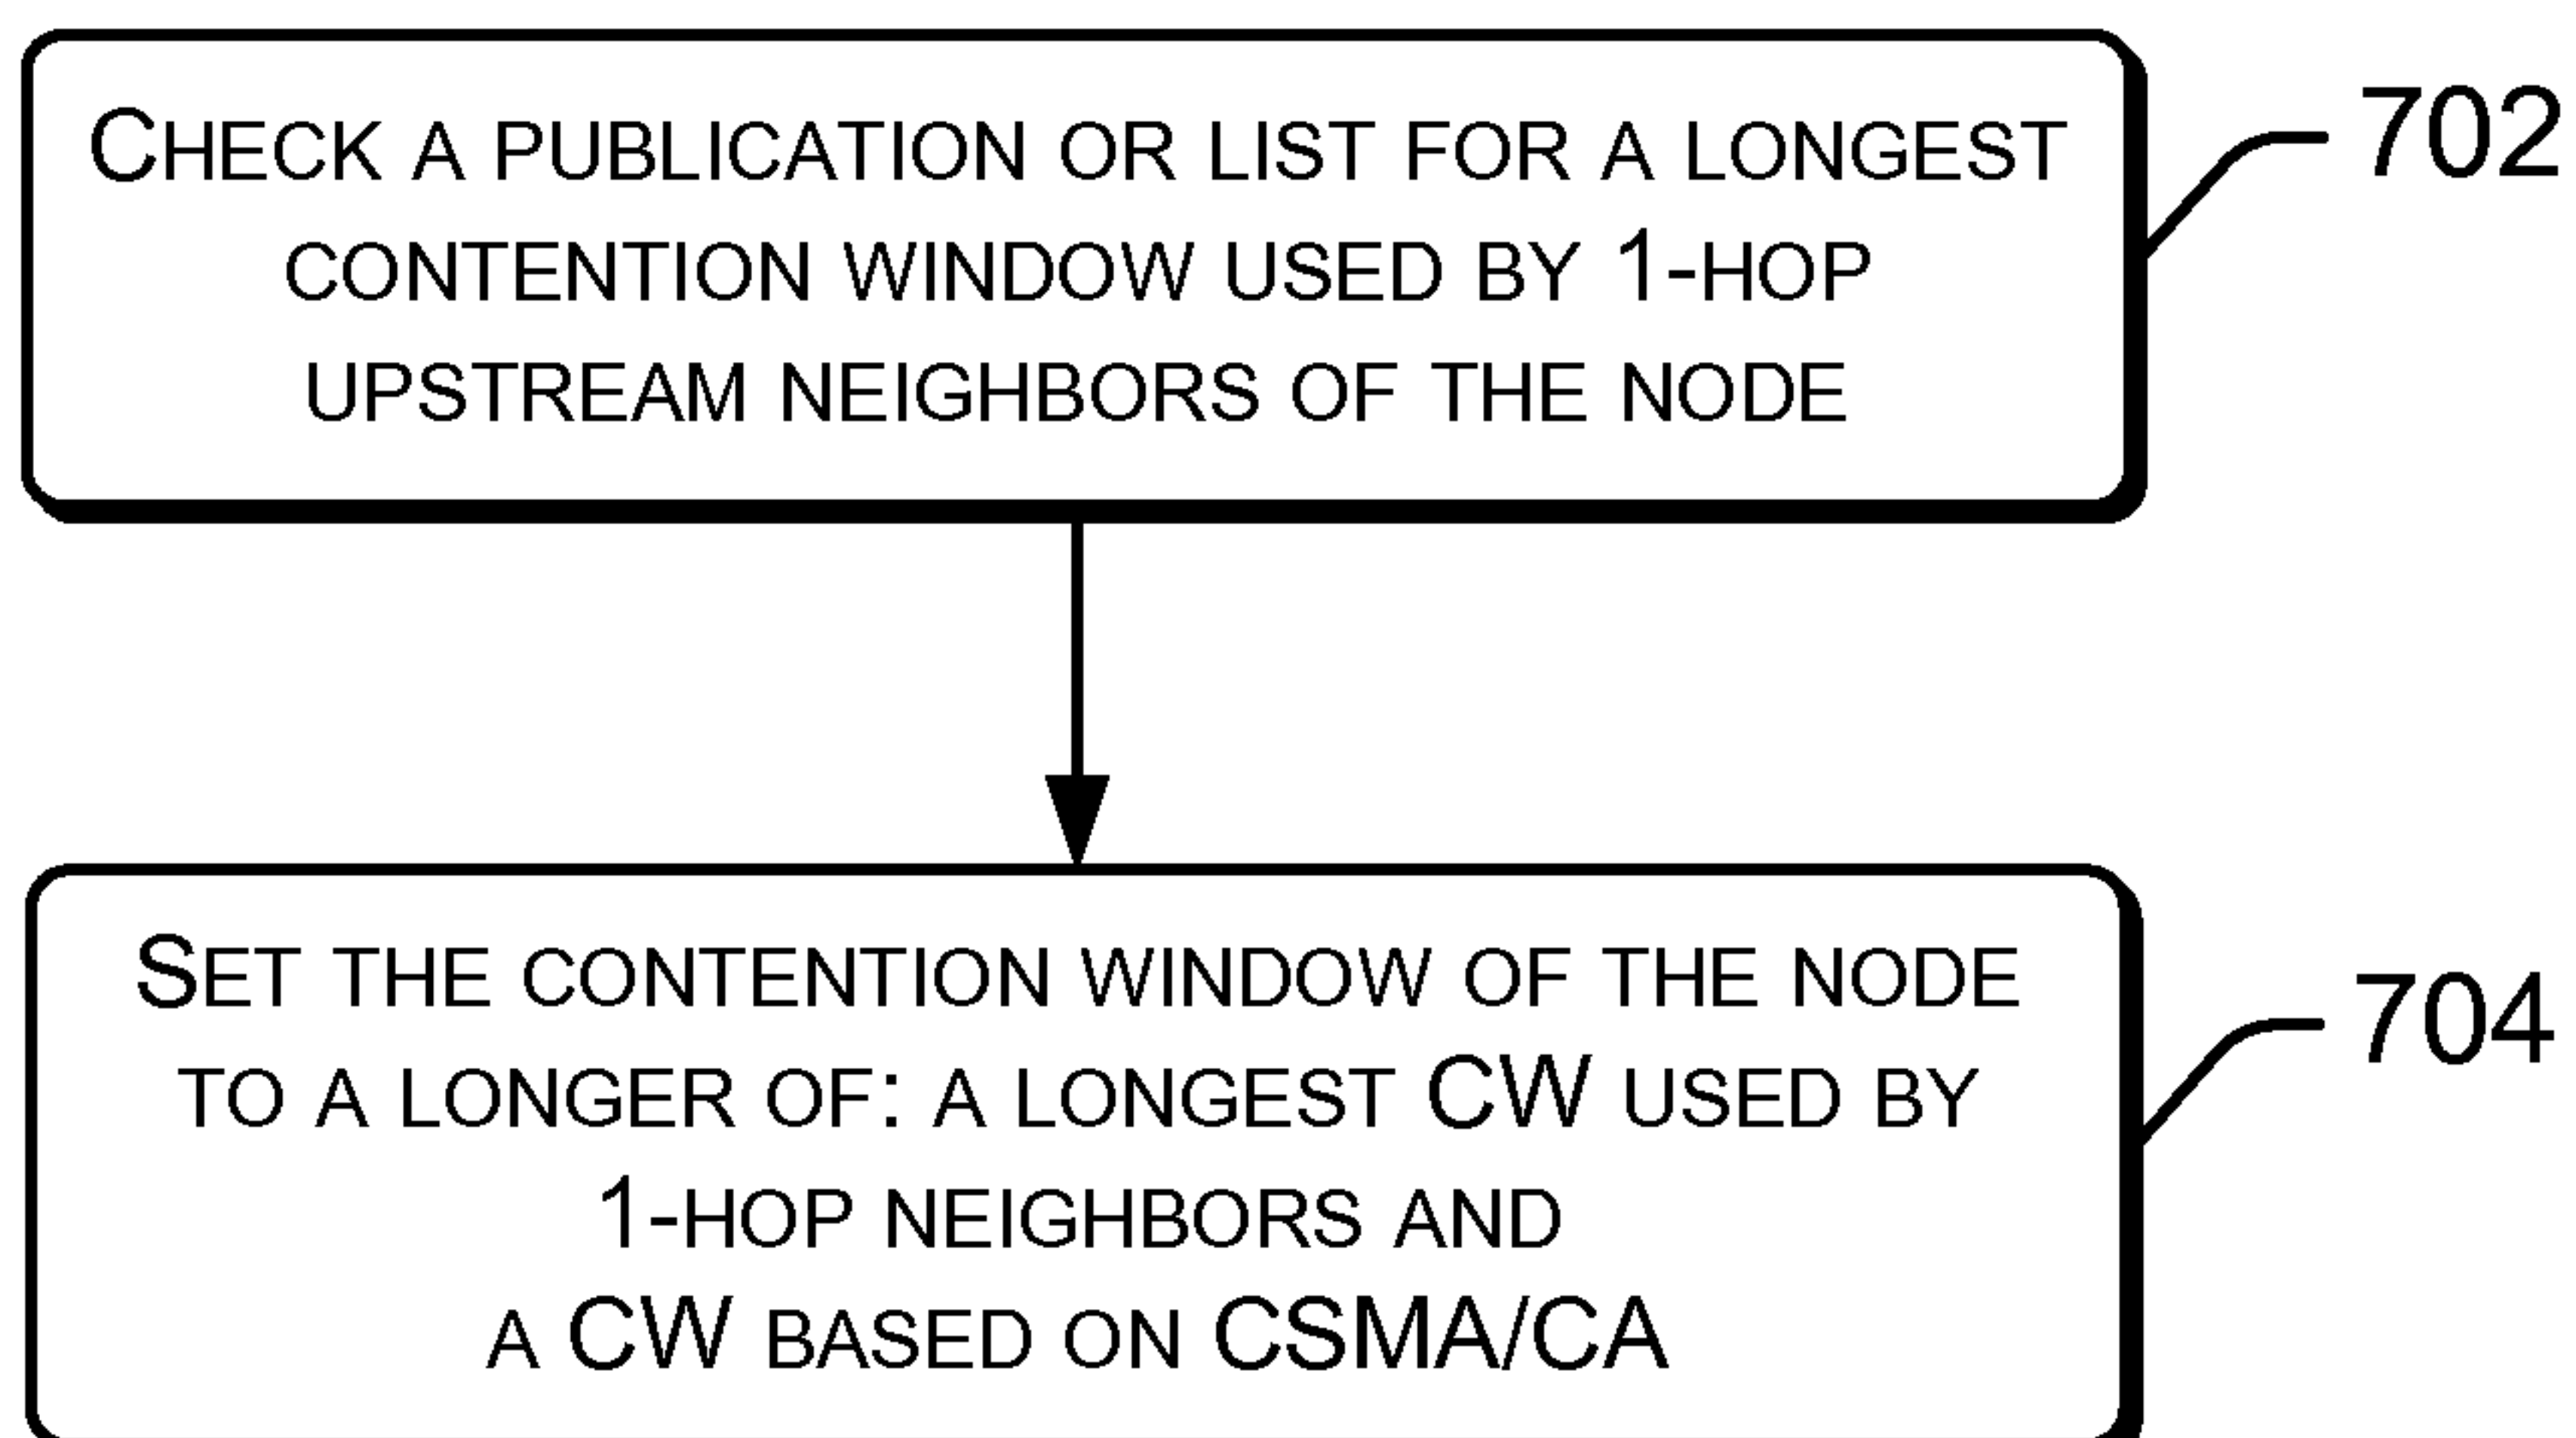 CHECK A PUBLICATION OR LIST FOR A LONGEST
CONTENTION WINDOW USED BY 1-HOP
UPSTREAM NEIGHBORS OF THE NODE
702
SET THE CONTENTION WINDOW OF THE NODE
TO A LONGER OF: A LONGEST CW USED BY
1-HOP NEIGHBORS AND
A CW BASED ON CSMA/CA
704